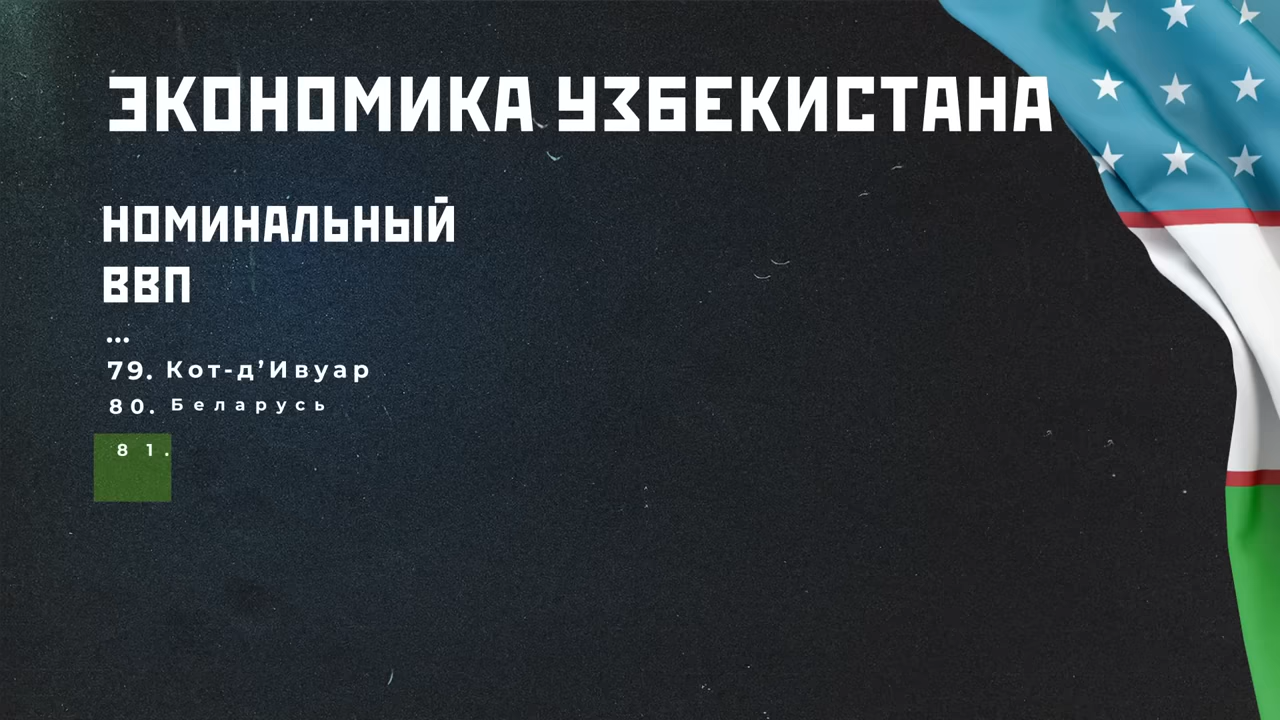 ЭКОНОМИКА УЗБЕКИСТАНА
НОМИНАЛЬНЫЙ
ВВП
...
79. Кот-д’Ивуар
80. Беларусь
81.